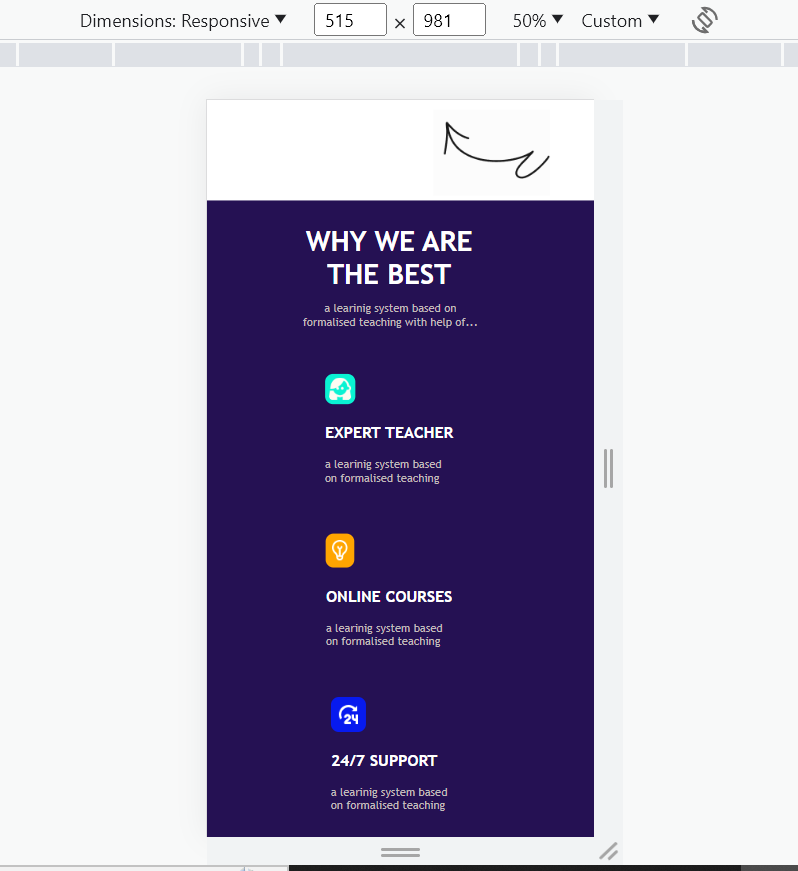 Dimensions: Responsive 515 × 981 50% Custom
WHY WE ARE
THE BEST
a learinig system based on
formalised teaching with help of...
EXPERT TEACHER
a learinig system based
on formalised teaching
ONLINE COURSES
a learinig system based
on formalised teaching
24
24/7 SUPPORT
a learinig system based
on formalised teaching